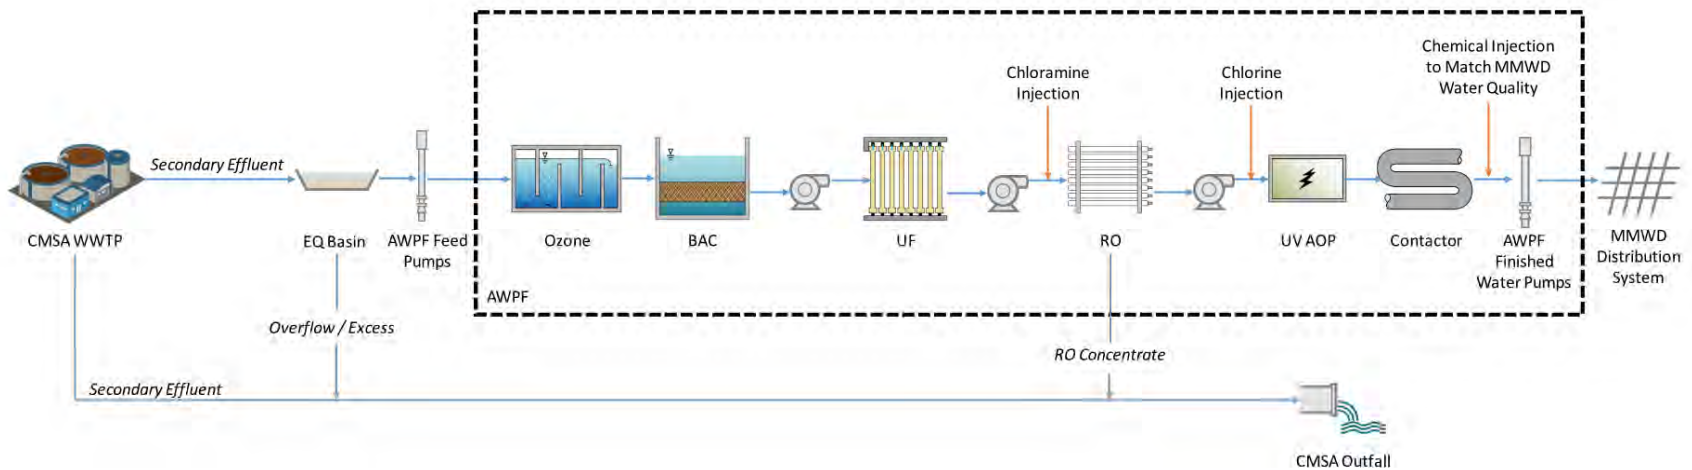 Chemical Injection
to Match MMWD
Water Quality
Chloramine
Injection
Chlorine
Injection
Secondary Effluent
CMSA WWTP
EQ Basin
AWPF Feed
Pumps
Ozone
BAC
UF
RO
UV AOP
Contactor
AWPF
Finished
Water Pumps
MMWD
Distribution
System
AWPF
Overflow / Excess
RO Concentrate
Secondary Effluent
CMSA Outfall